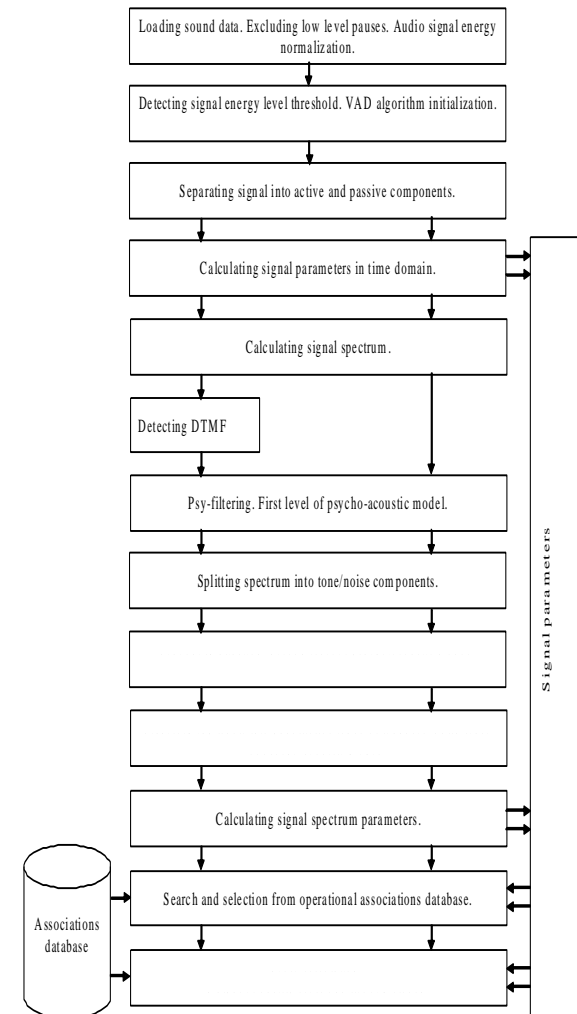 Loading sound data. Excluding low level pauses. Audio signal energy
normalization.
Detecting signal energy level threshold. VAD algorithm initialization.
Separating signal into active and passive components.
Calculating signal parameters in time domain.
Calculating signal spectrum.
Detecting DTMF
Psy-filtering. First level of psycho-acoustic model.
Splitting spectrum into tone/noise components.
Signal parameters
Calculating signal spectrum parameters.
Search and selection from operational associations database.
Associations
database